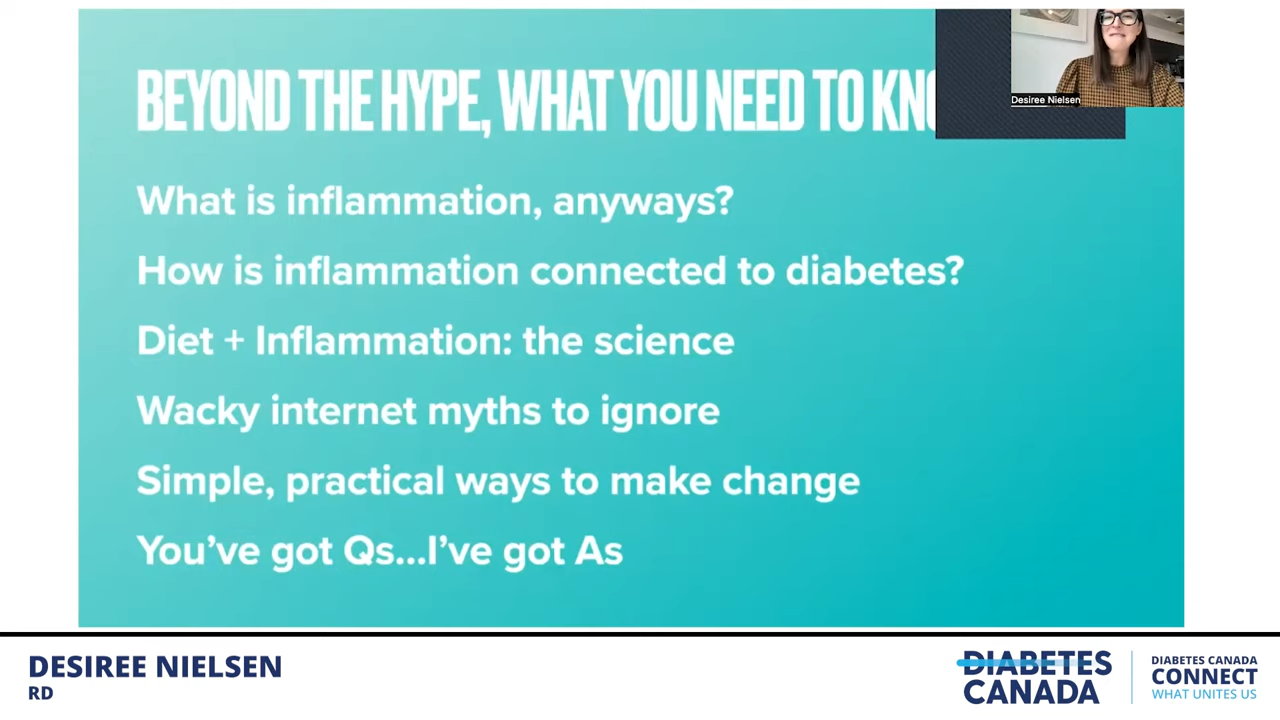 BEYOND THE HYPE, WHAT YOU NEED TO
Desiree Nielsen
What is inflammation, anyways?
How is inflammation connected to diabetes?
Diet + Inflammation: the science
Wacky internet myths to ignore
Simple, practical ways to make change
You've got Qs...I've got As
DESIREE NIELSEN
RD
DIABETES
CANADA
DIABETES CANADA
CONNECT
WHAT UNITES US